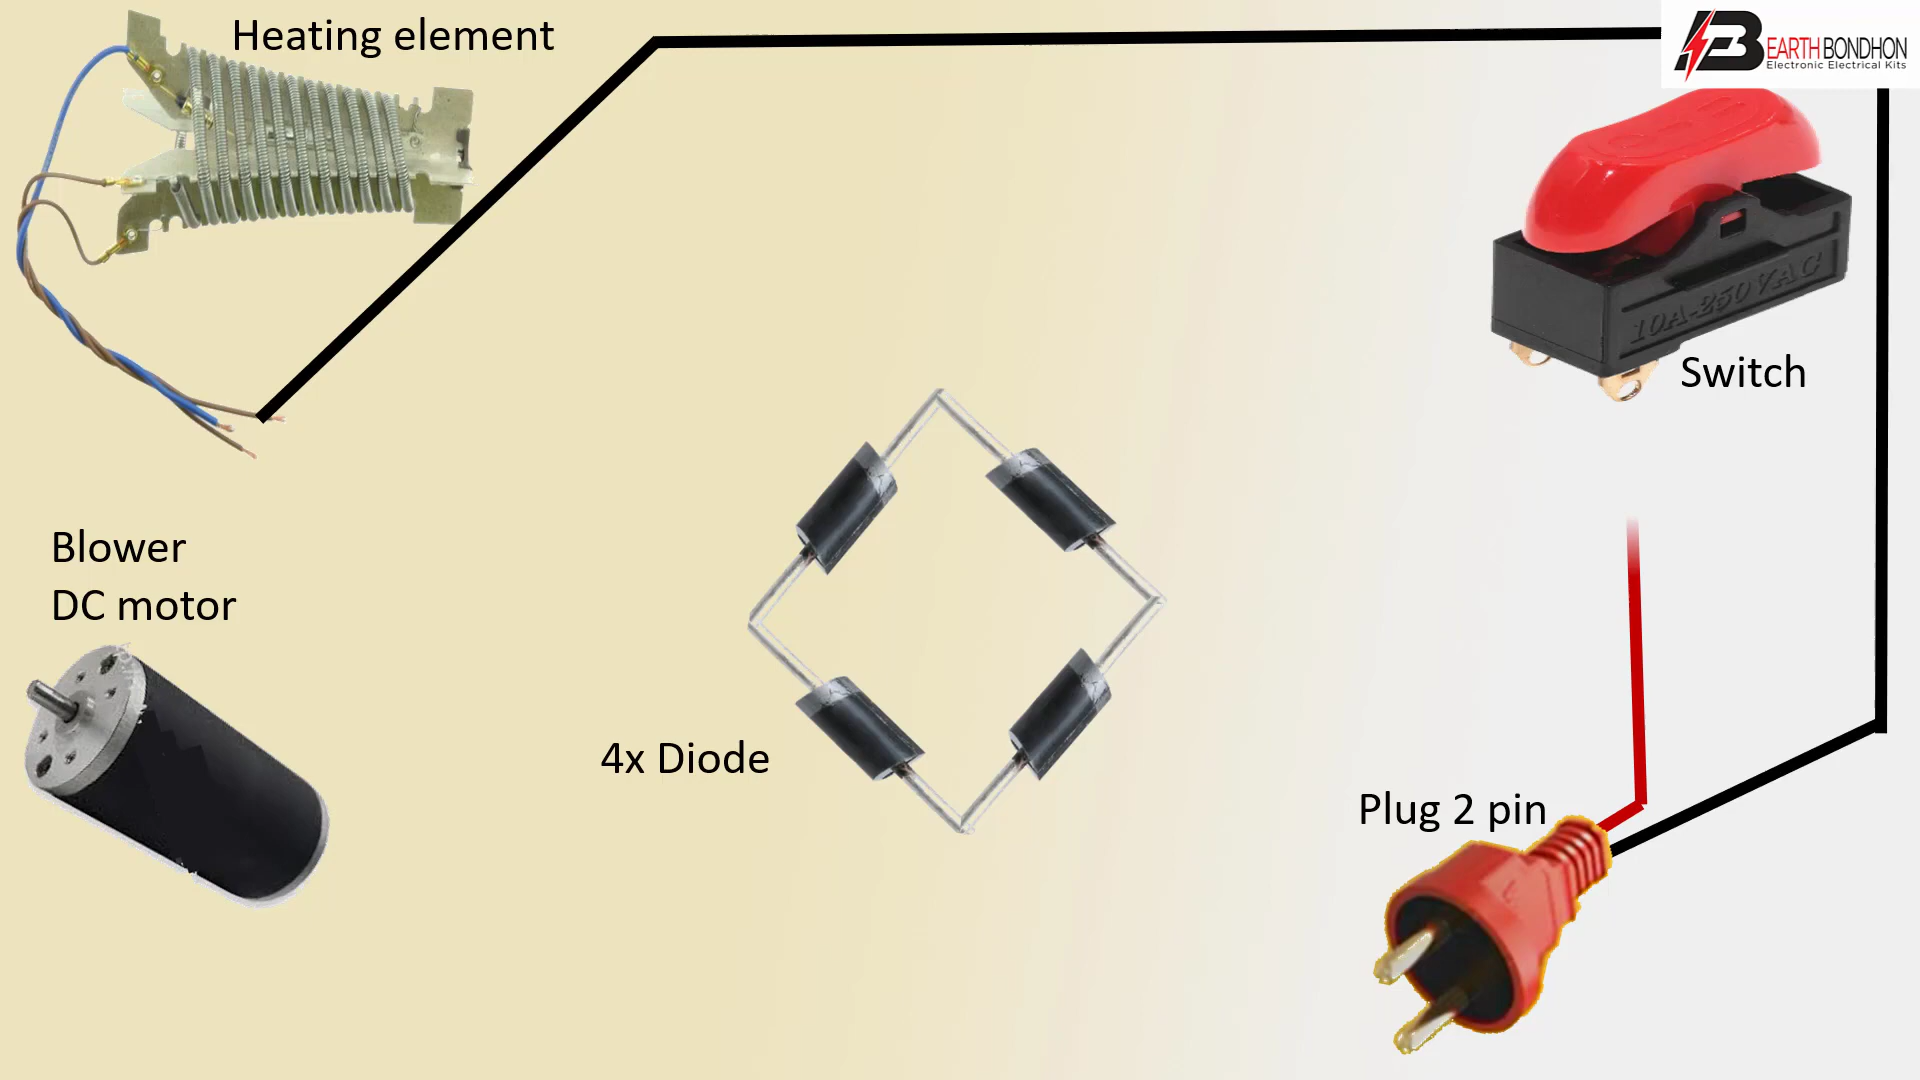 Heating element
EARTH BONDHON
Electronic Electrical Kits
10A-250VAC
Switch
Blower
DC motor
4x Diode
Plug 2 pin